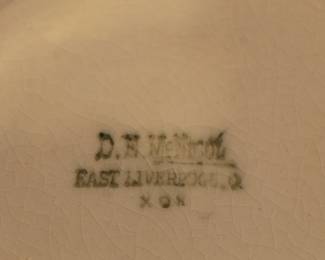 D.E. McNicol
EAST LIVERPOOL, O.